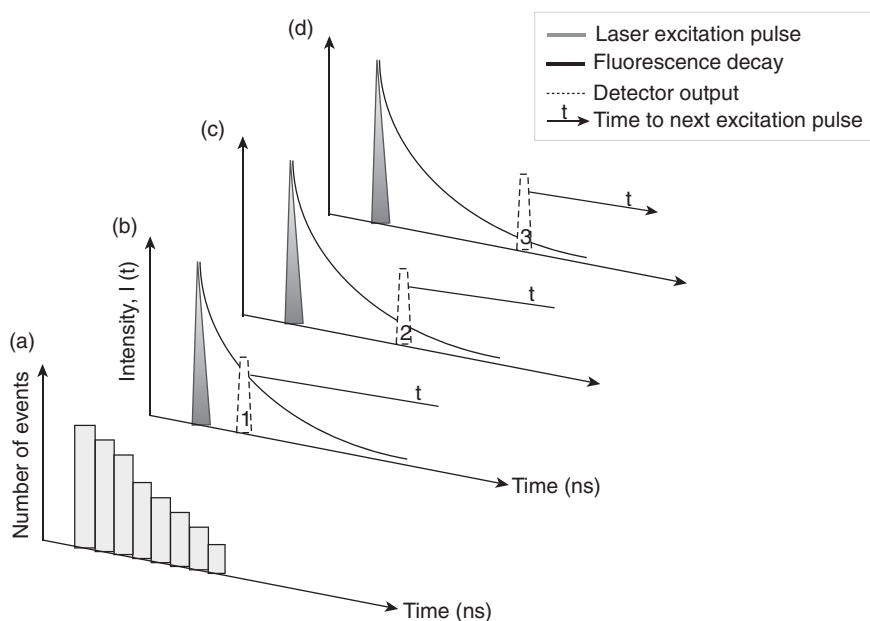 (d)
Laser excitation pulse
Fluorescence decay
Detector output
t Time to next excitation pulse
(c)
t
3
(b)
Intensity, I (t)
t
2
(a)
t
1
Number of events
Time (ns)
Time (ns)